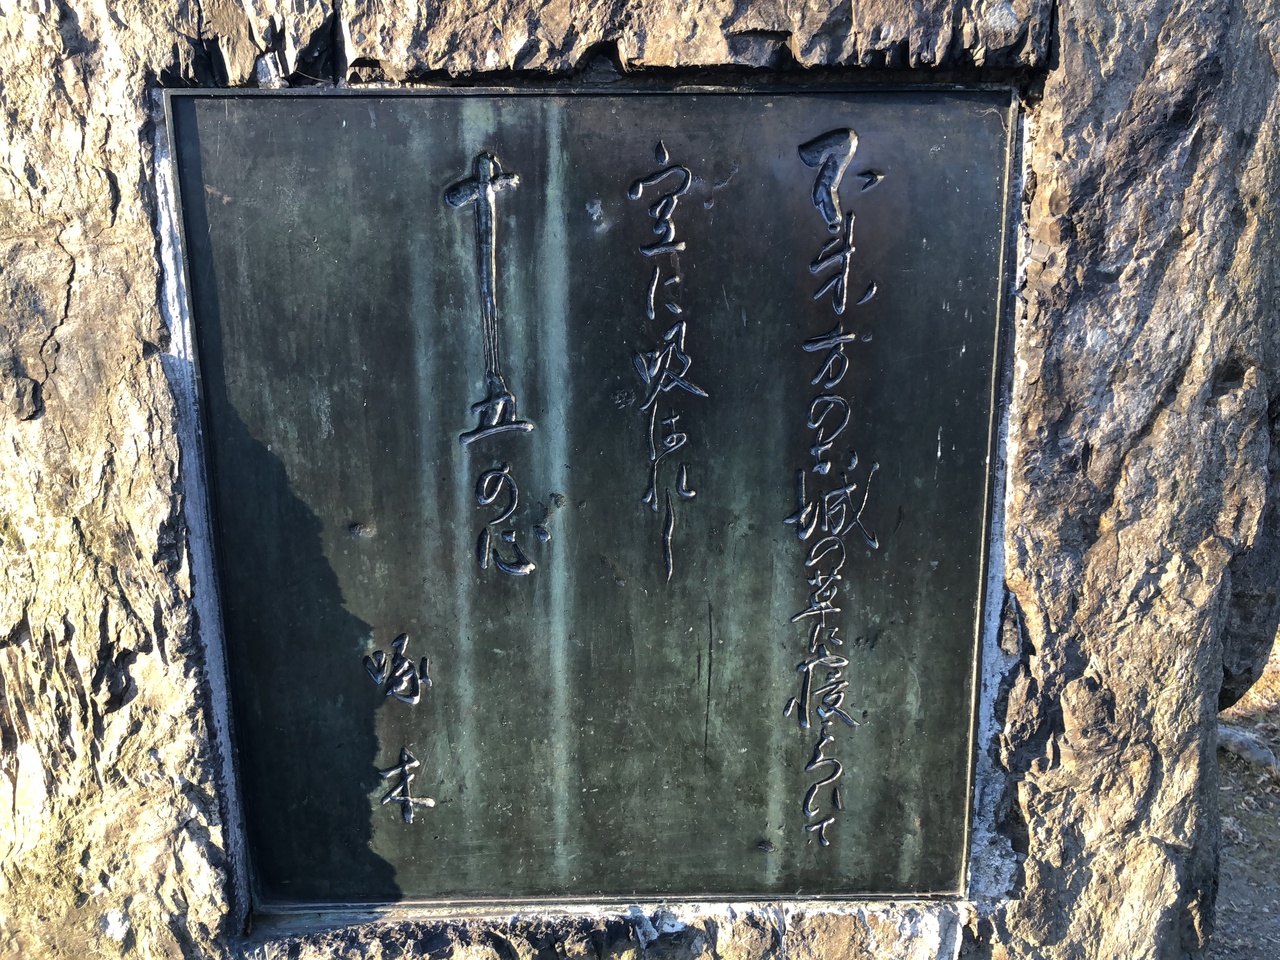 不来方のお城の草に寝ころびて
空に吸はれし
十五の心
啄木